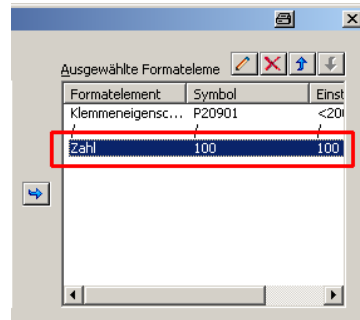 Ausgewählte Formateleme
Formatelement Symbol Einst
Klemmeneigensc... P20901 <20
/ / /
Zahl 100 100